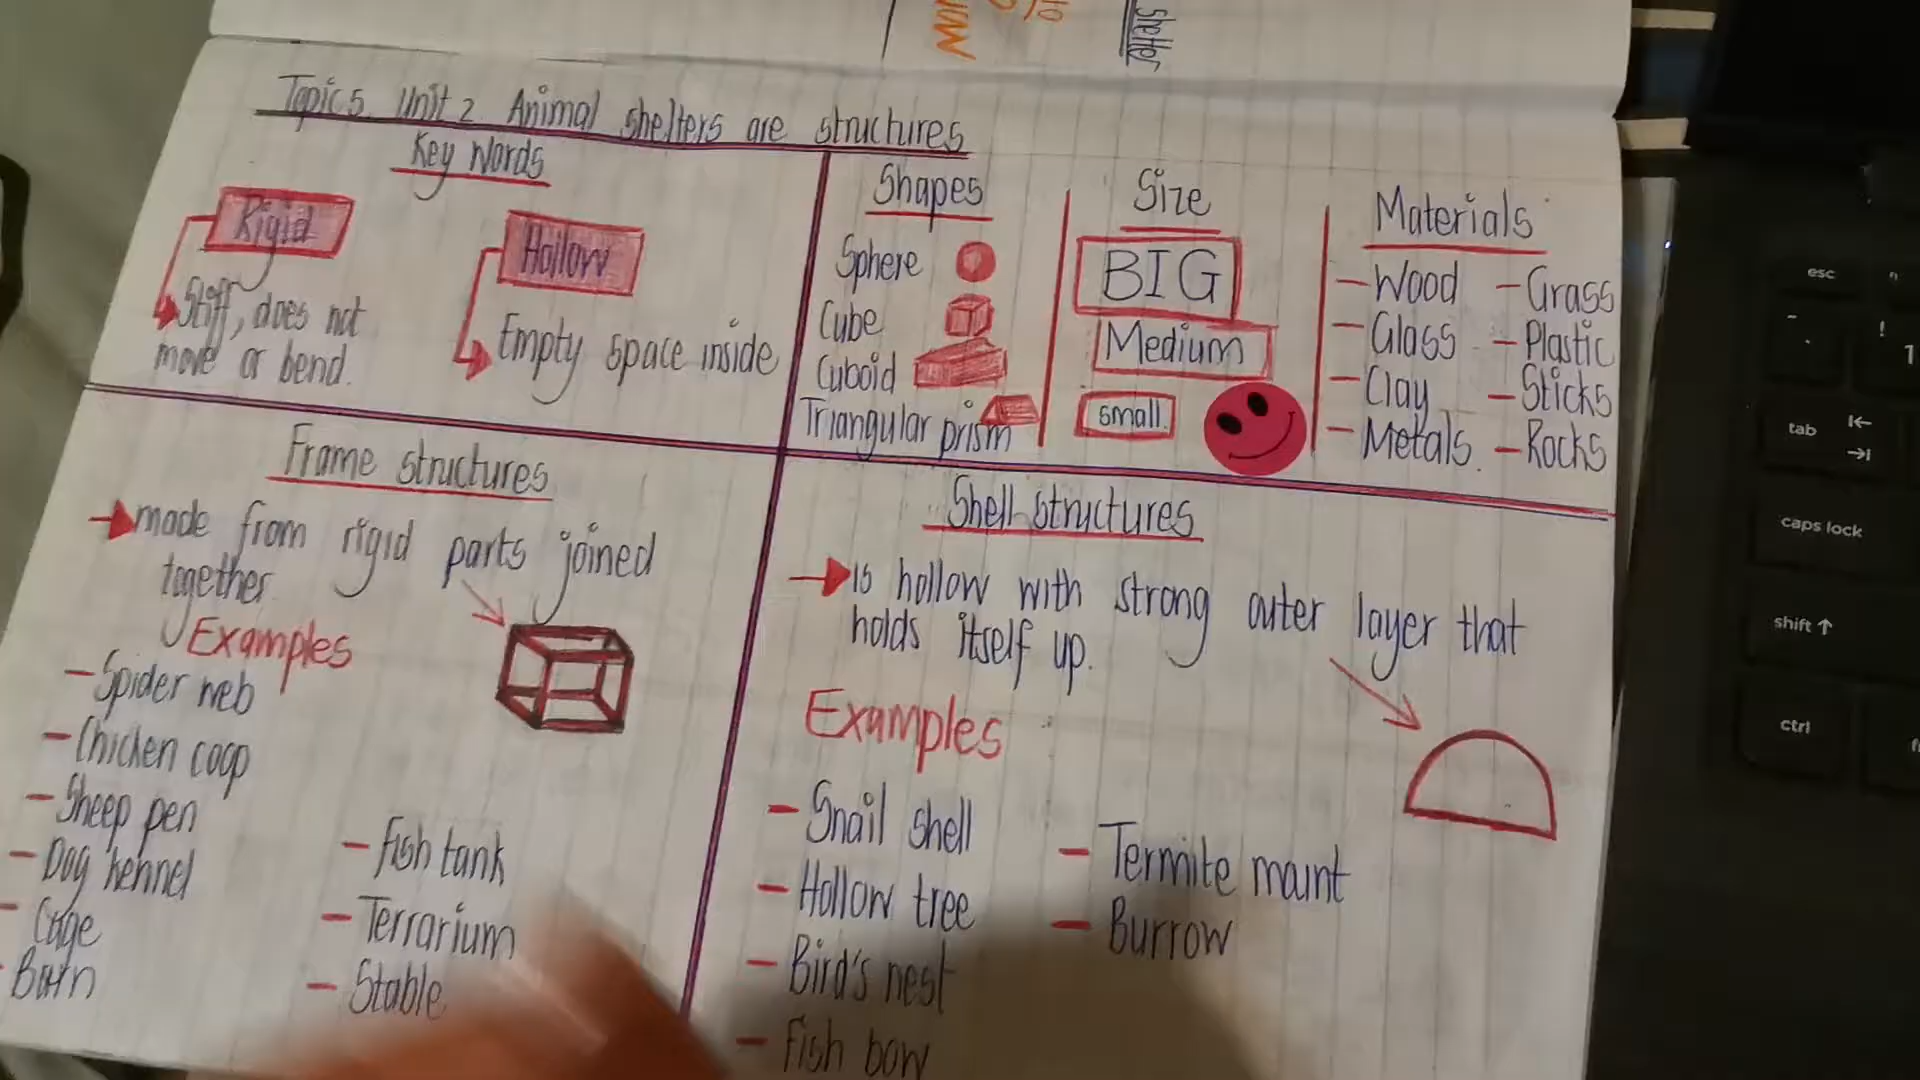 shelter
Topic 5. Unit 2. Animal shelters are structures
Key Words
Rigid
Stiff, does not
move or bend.
Hollow
Empty space inside
Shapes
Sphere
Cube
Cuboid
Triangular prism
Size
BIG
Medium
small.
Materials
- Wood
- Glass
- Clay
- Metals.
- Grass
- Plastic
- Sticks
- Rocks
Frame structures
made from rigid parts joined
together
Examples
- Spider web
- Chicken coop
- Sheep pen
- Dog kennel
- Cage
- Barn
- Fish tank
- Terrarium
- Stable
Shell structures
is hollow with strong outer layer that
holds itself up.
Examples
- Snail shell
- Hollow tree
- Bird's nest
- Fish bow
- Termite maunt
- Burrow
esc
1
tab
caps lock
shift
ctrl